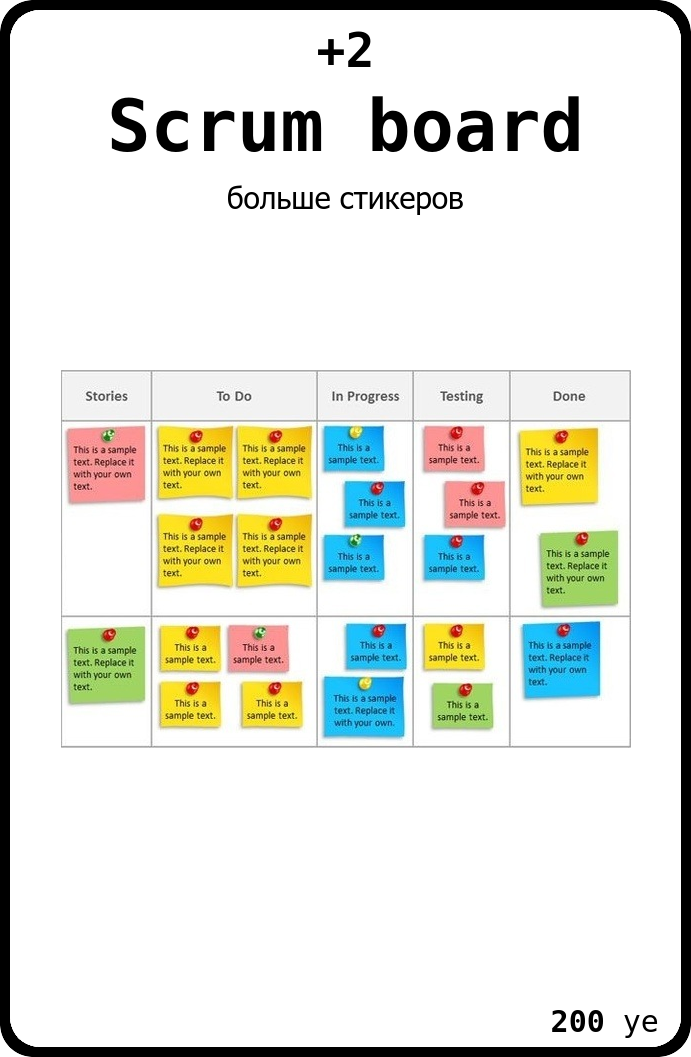 +2
Scrum board
больше стикеров
Stories To Do In Progress Testing Done
This is a sample
text. Replace it
with your own
text.
This is a sample
text. Replace it
with your own
text.
This is a sample
text. Replace it
with your own
text.
This is a
sample text.
This is a
sample text.
This is a
sample text.
This is a
sample text.
This is a sample
text. Replace it
with your own
text.
This is a sample
text. Replace it
with your own
text.
This is a sample
text. Replace it
with your own
text.
This is a
sample text.
This is a
sample text.
This is a sample
text. Replace it
with your own
text.
This is a sample
text. Replace it
with your own
text.
This is a
sample text.
This is a
sample text.
This is a
sample text.
This is a
sample text.
This is a
sample text.
This is a sample
text. Replace it
with your own.
This is a
sample text.
This is a
sample text.
This is a sample
text. Replace it
with your own
text.
200 ye